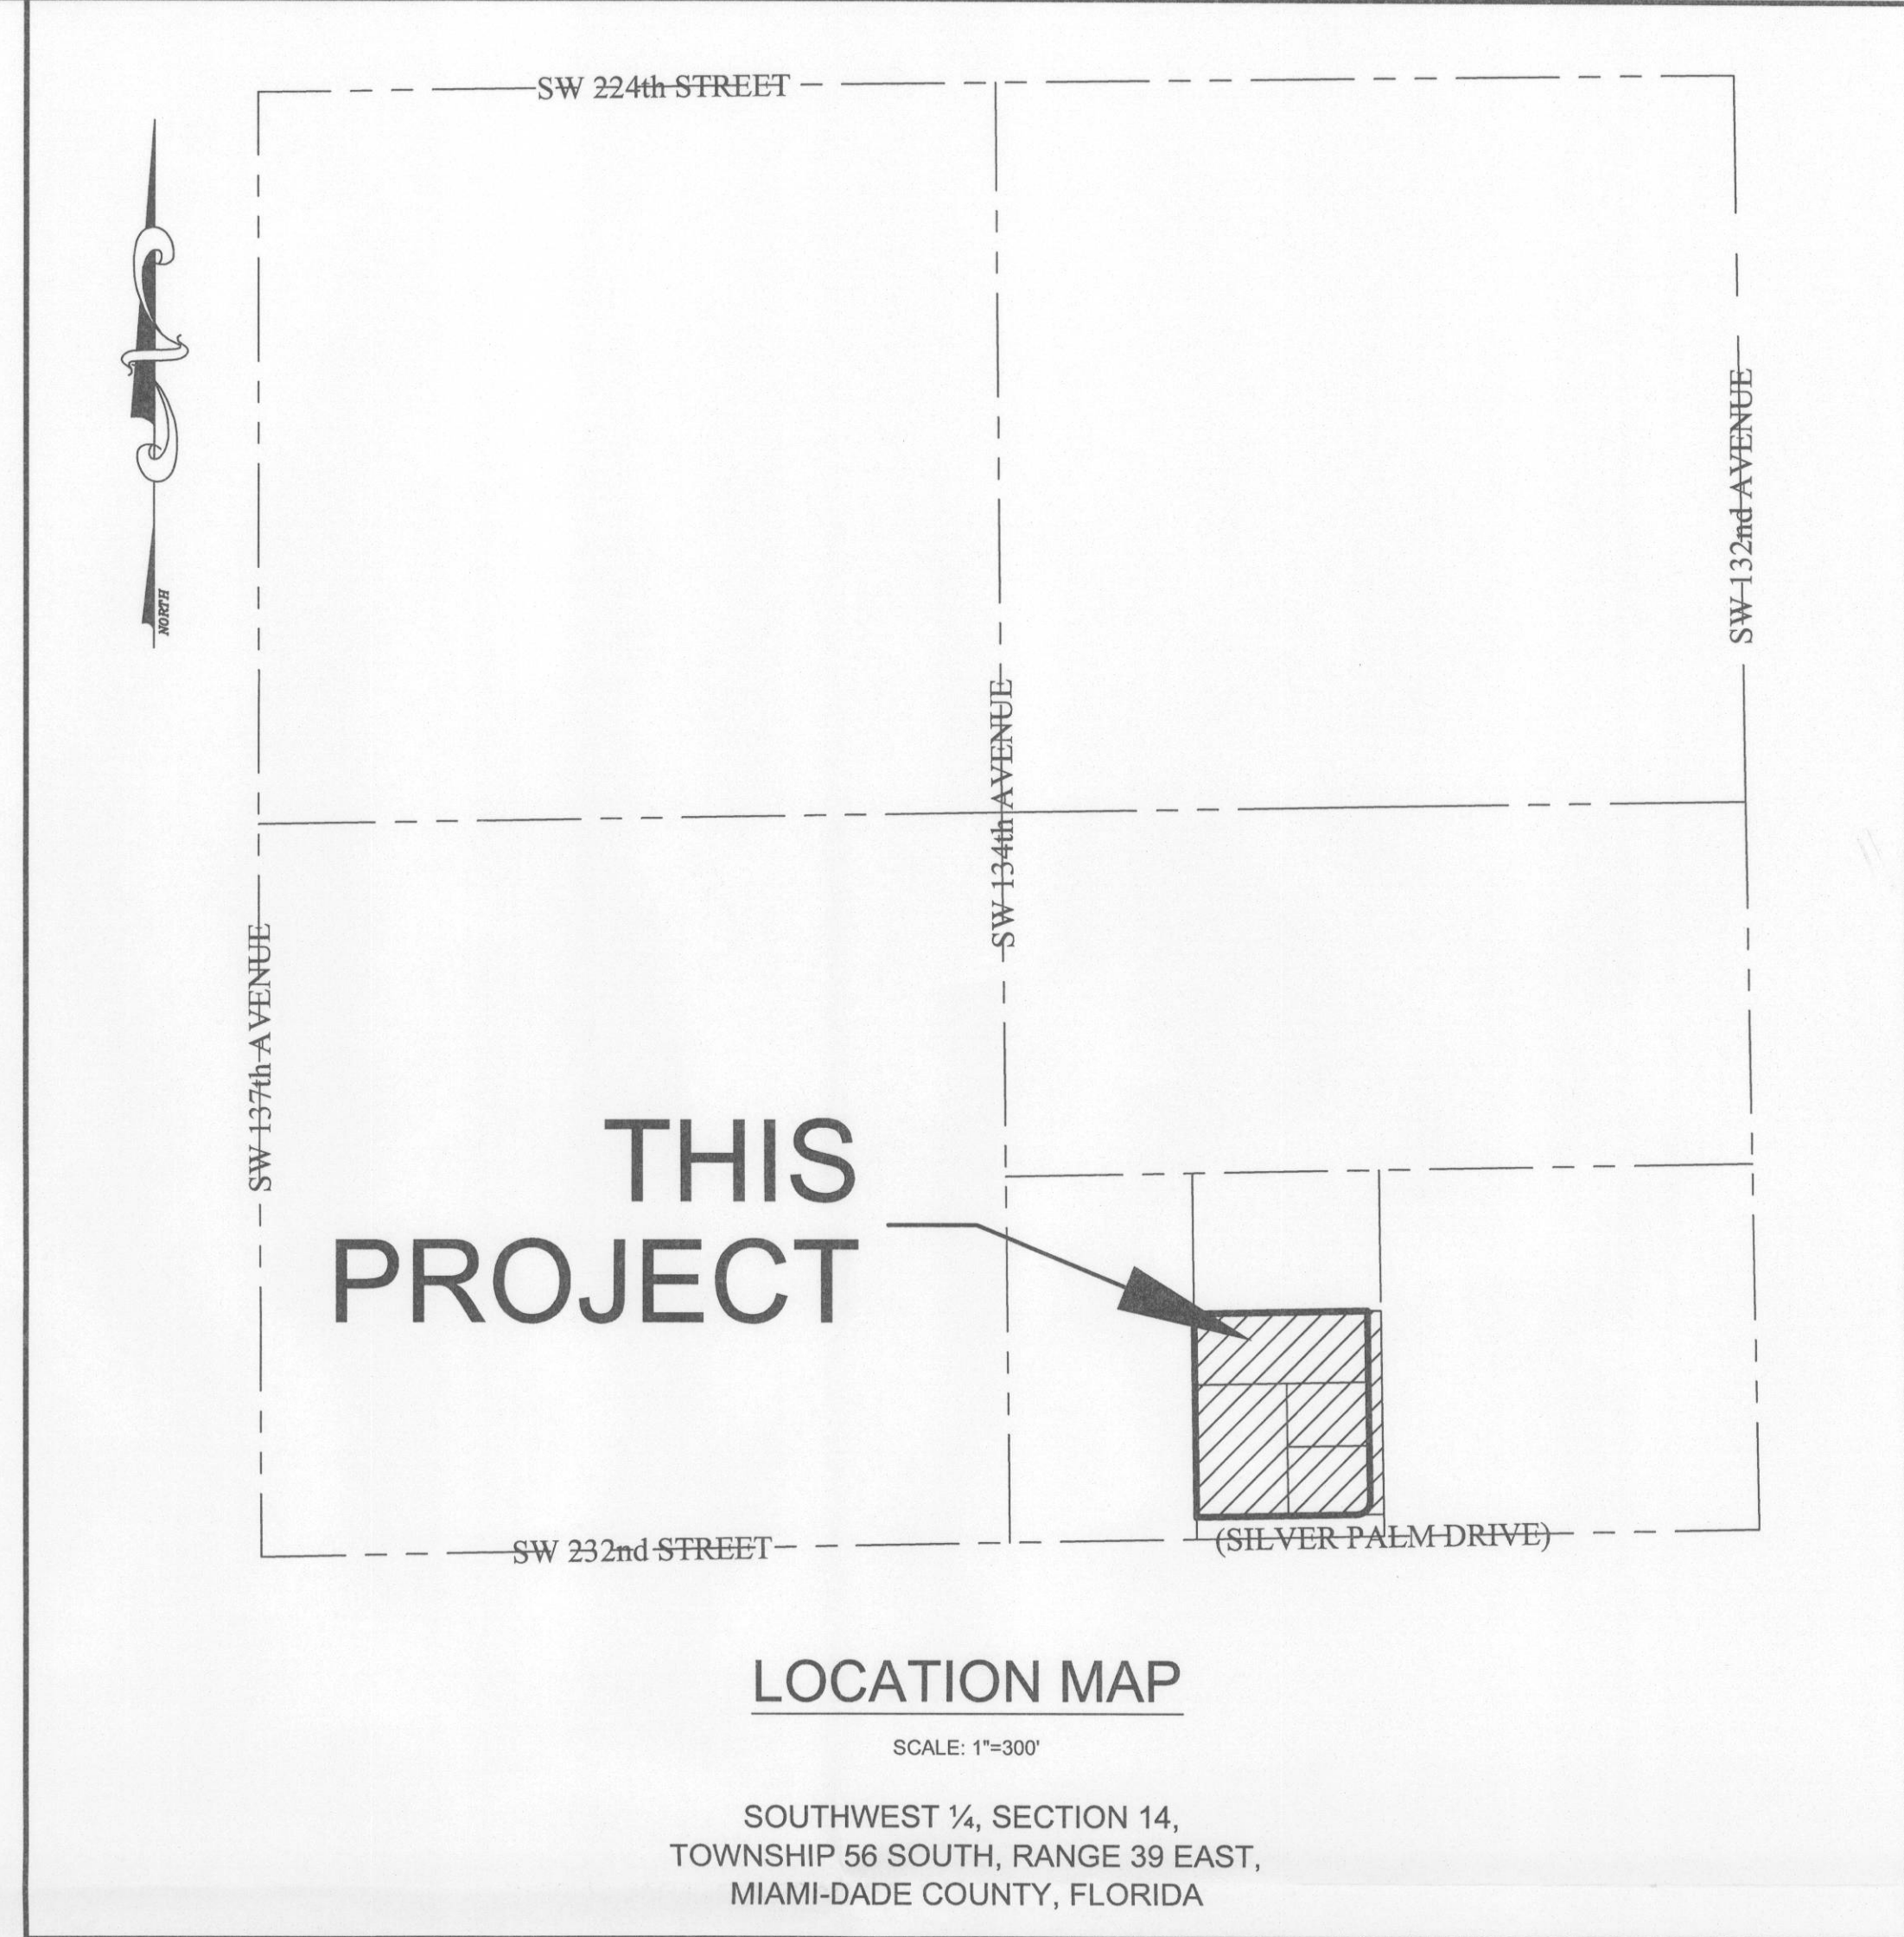 SW 224th STREET
NORTH
SW 132nd AVENUE
SW 134th AVENUE
SW 137th AVENUE
THIS
PROJECT
SW 232nd STREET
(SILVER PALM DRIVE)
LOCATION MAP
SCALE: 1"=300'
SOUTHWEST ¼, SECTION 14,
TOWNSHIP 56 SOUTH, RANGE 39 EAST,
MIAMI-DADE COUNTY, FLORIDA